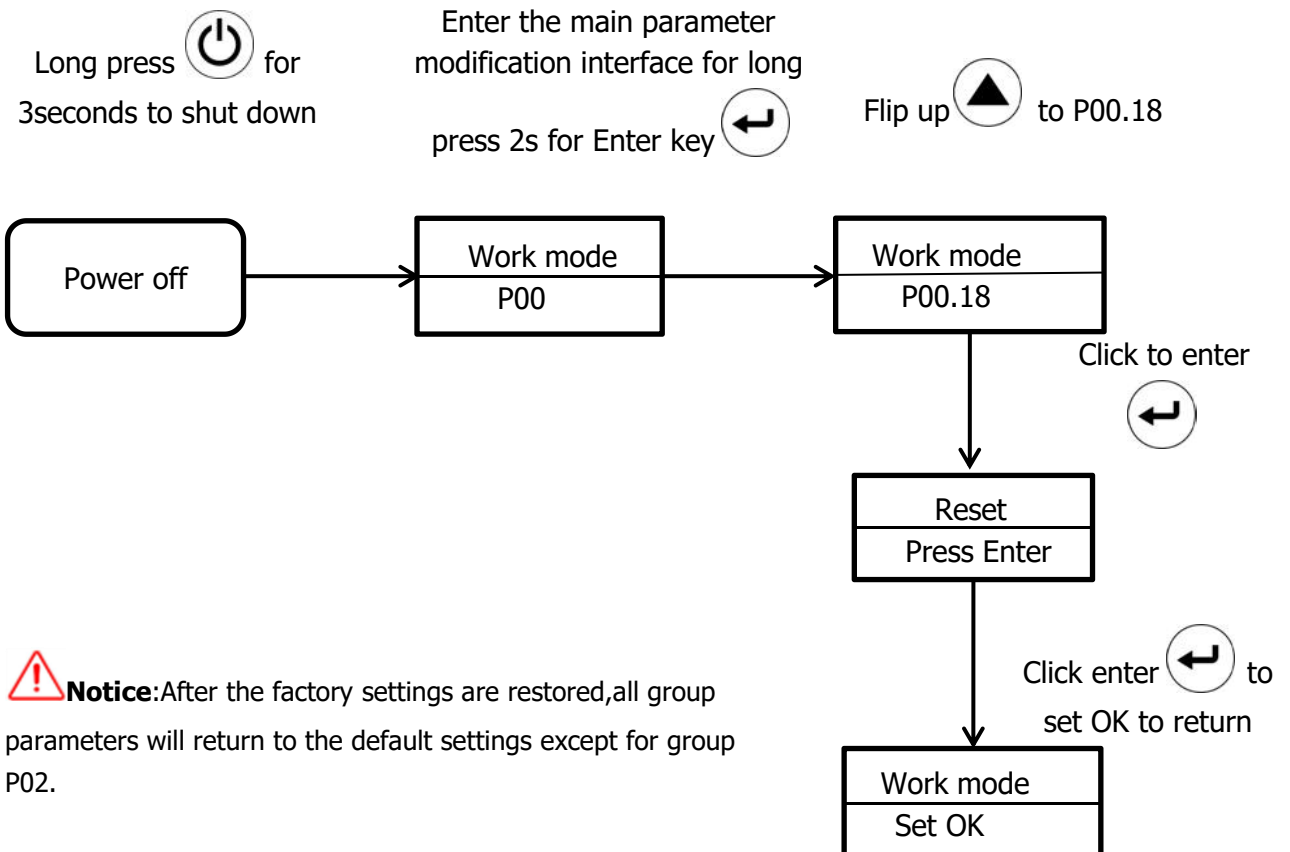 Long press for
3seconds to shut down
Enter the main parameter
modification interface for long
press 2s for Enter key
Flip up to P00.18
Power off
Work mode
P00
Work mode
P00.18
Click to enter
Reset
Press Enter
Click enter to
set OK to return
Notice:After the factory settings are restored,all group
parameters will return to the default settings except for group
P02.
Work mode
Set OK